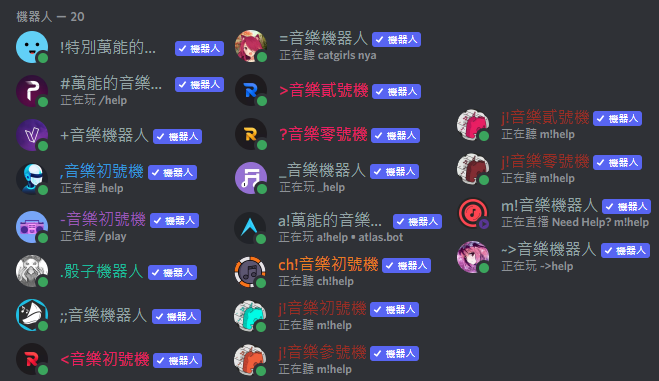 機器人 — 20
!特別萬能的... ✓ 機器人
#萬能的音樂... ✓ 機器人
正在玩 /help
+音樂機器人 ✓ 機器人
,音樂初號機 ✓ 機器人
正在聽 .help
-音樂初號機 ✓ 機器人
正在聽 /play
.骰子機器人 ✓ 機器人
;;音樂機器人 ✓ 機器人
<音樂初號機 ✓ 機器人
=音樂機器人 ✓ 機器人
正在聽 catgirls nya
>音樂貳號機 ✓ 機器人
?音樂零號機 ✓ 機器人
_音樂機器人 ✓ 機器人
正在玩 _help
a!萬能的音樂... ✓ 機器人
正在玩 a!help • atlas.bot
ch!音樂初號機 ✓ 機器人
正在聽 ch!help
j!音樂初號機 ✓ 機器人
正在聽 m!help
j!音樂參號機 ✓ 機器人
正在聽 m!help
j!音樂貳號機 ✓ 機器人
正在聽 m!help
j!音樂零號機 ✓ 機器人
正在聽 m!help
m!音樂機器人 ✓ 機器人
正在直播 Need Help? m!help
~>音樂機器人 ✓ 機器人
正在玩 ->help